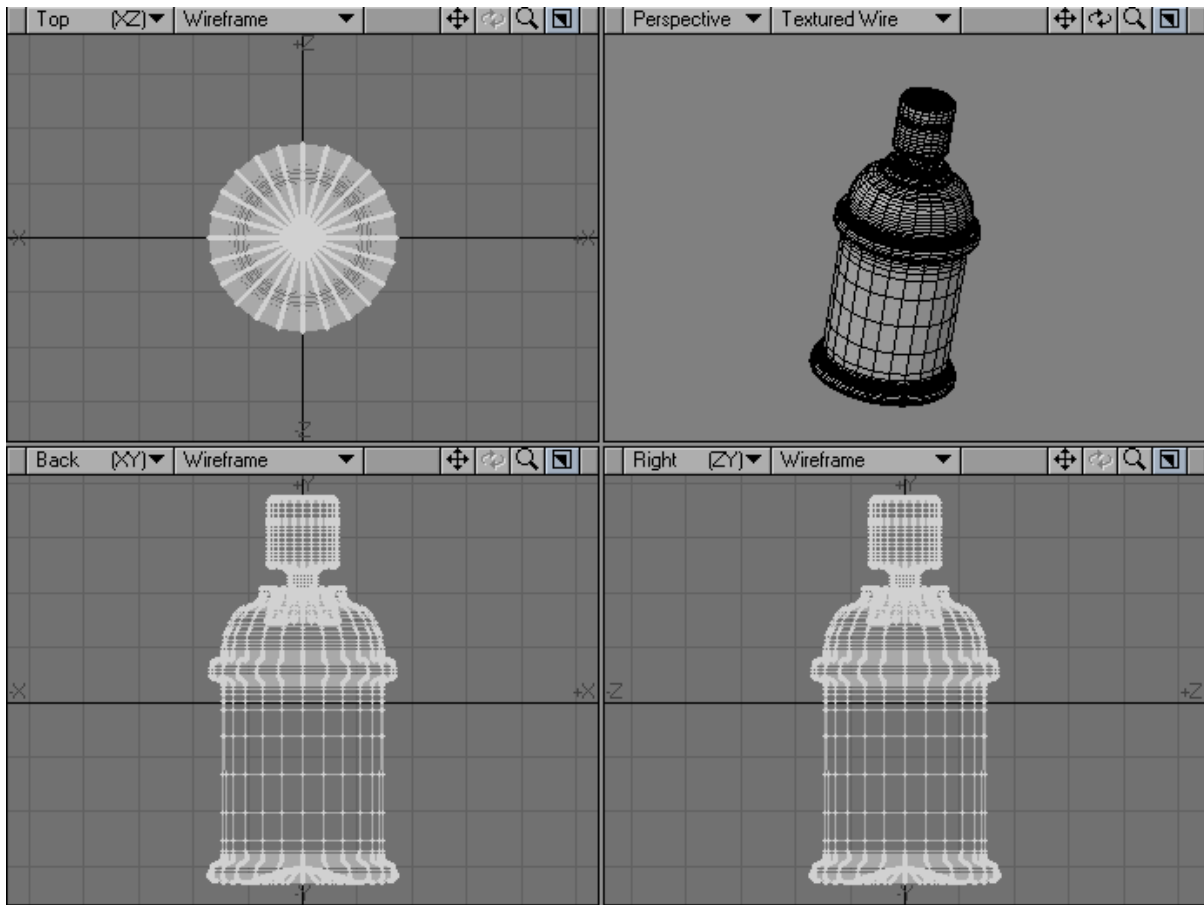 Top (XZ) Wireframe
Perspective Textured Wire
+Z
-X +X
-Z
Back (XY) Wireframe
Right (ZY) Wireframe
+Y +Y
-X +X -Z +Z
-Y -Y